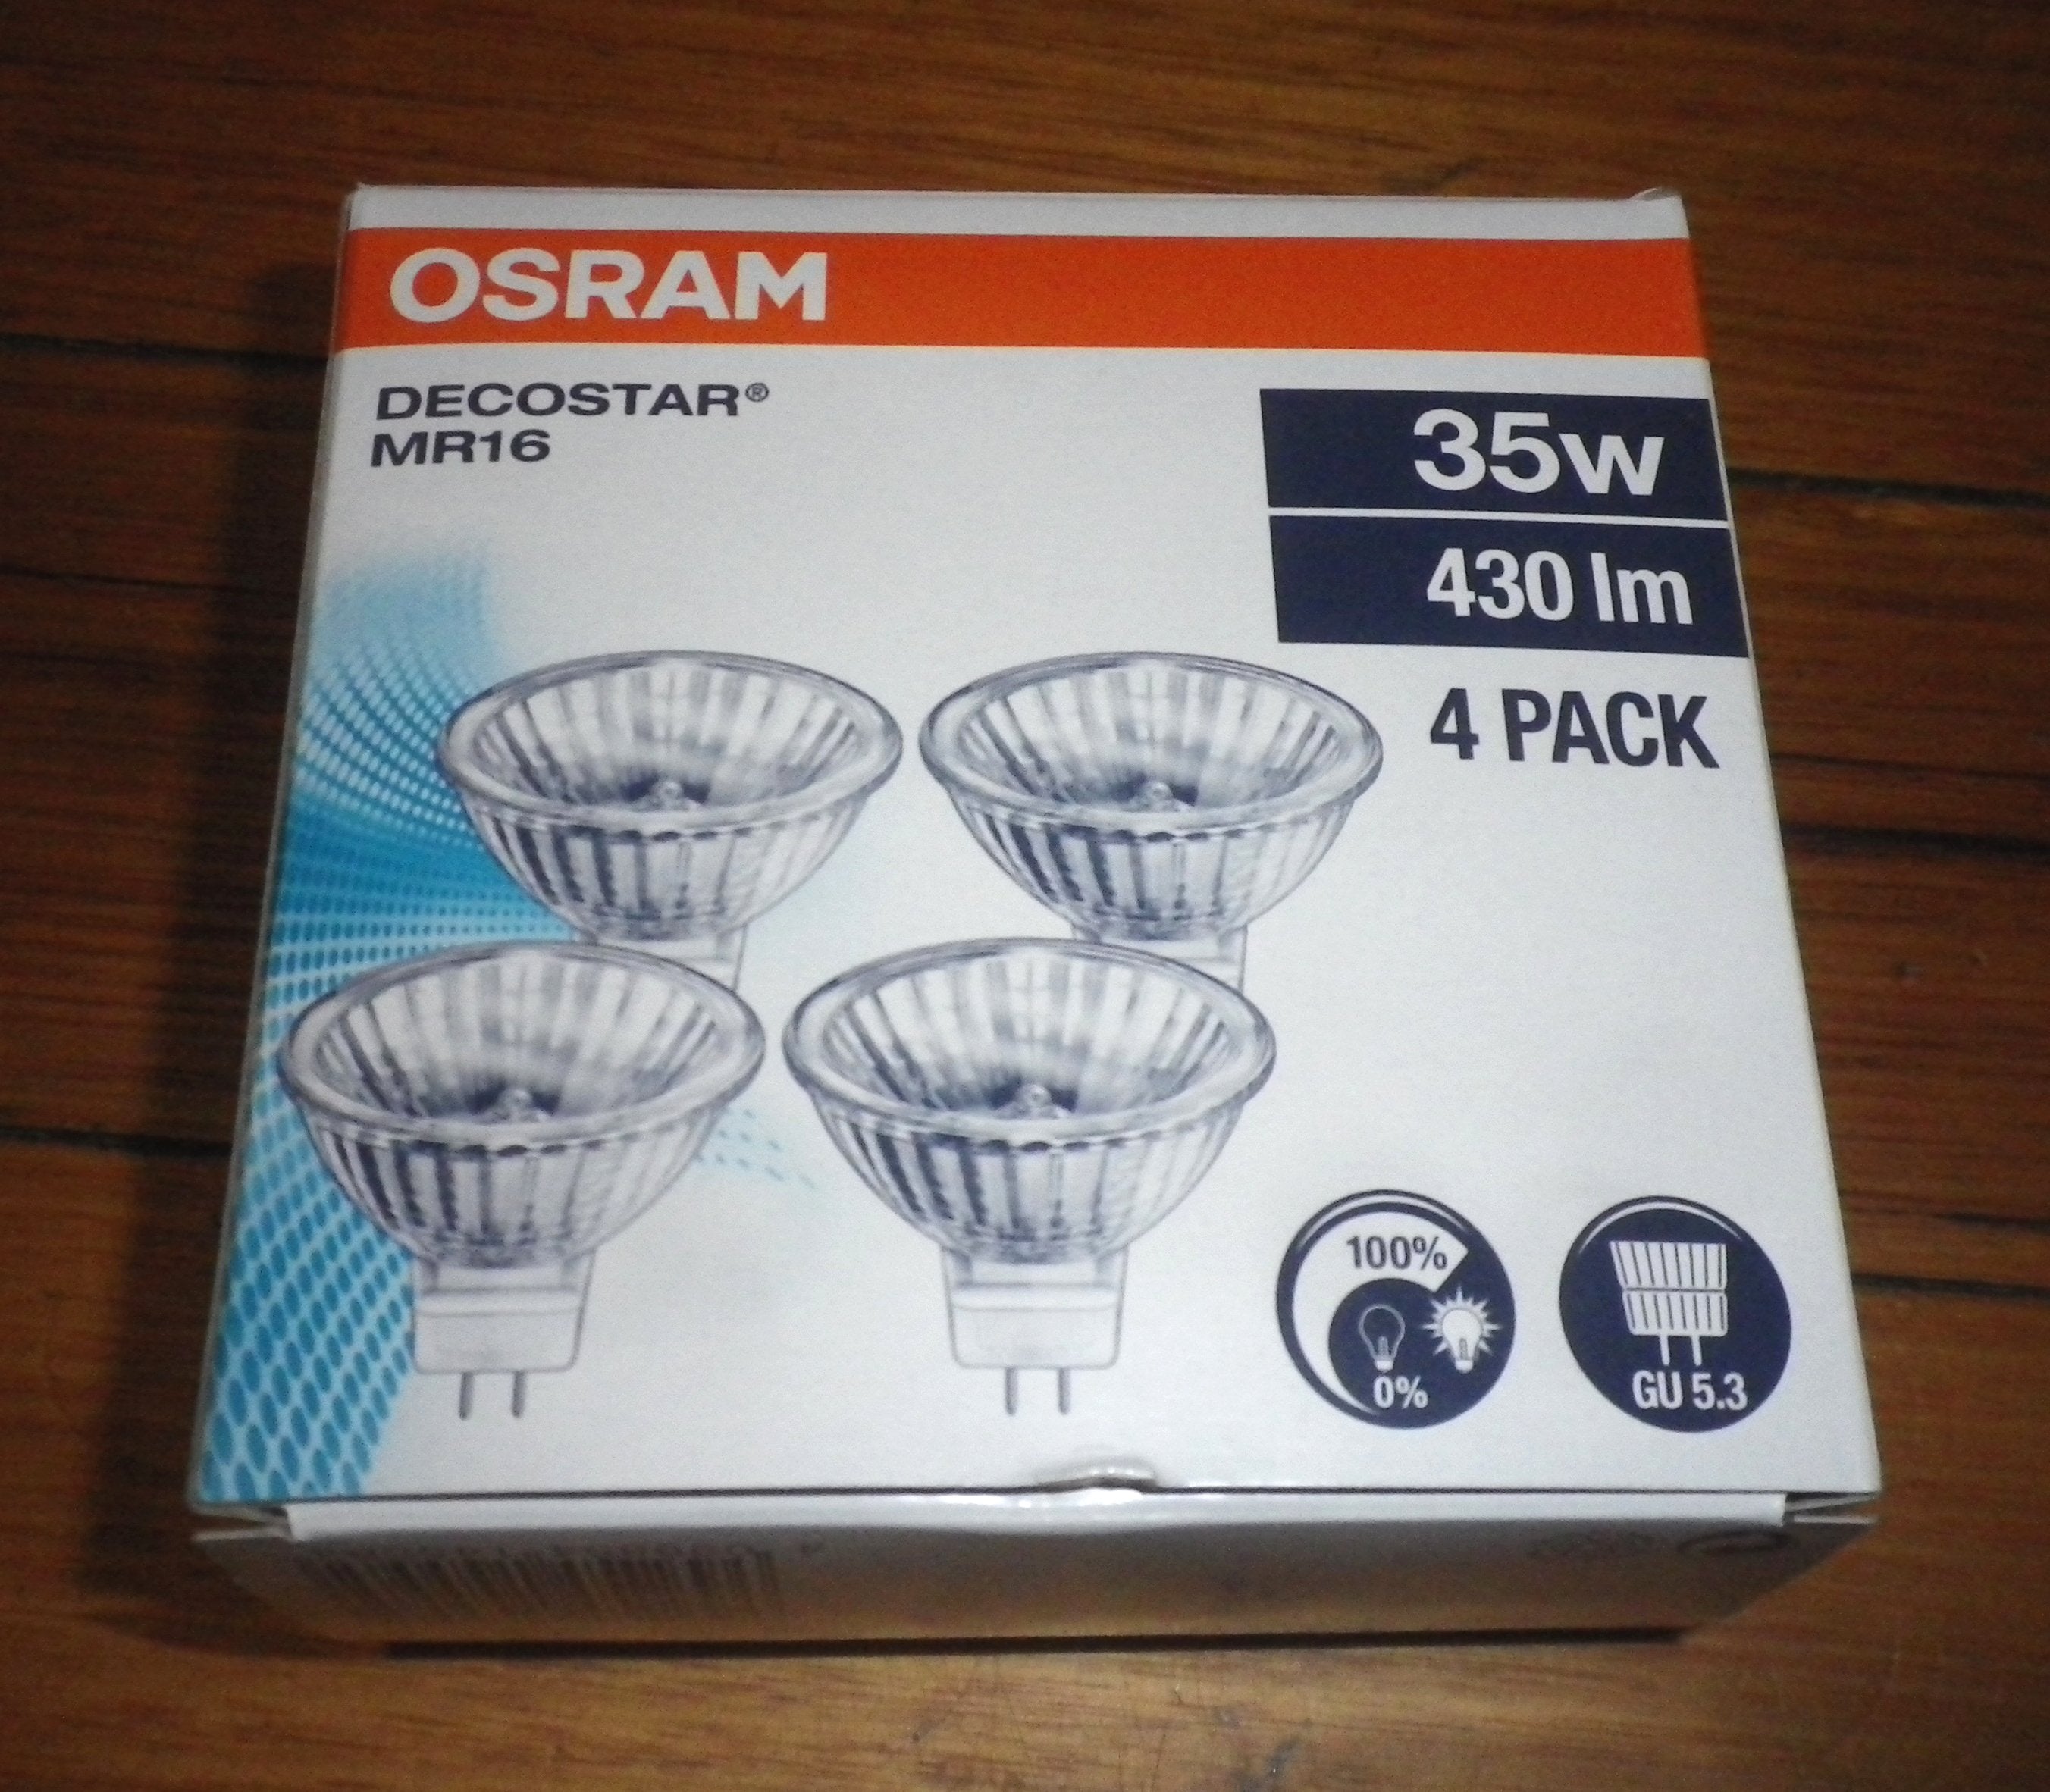 OSRAM
DECOSTAR®
MR16
35w
430 lm
4 PACK
100%
0%
GU 5.3